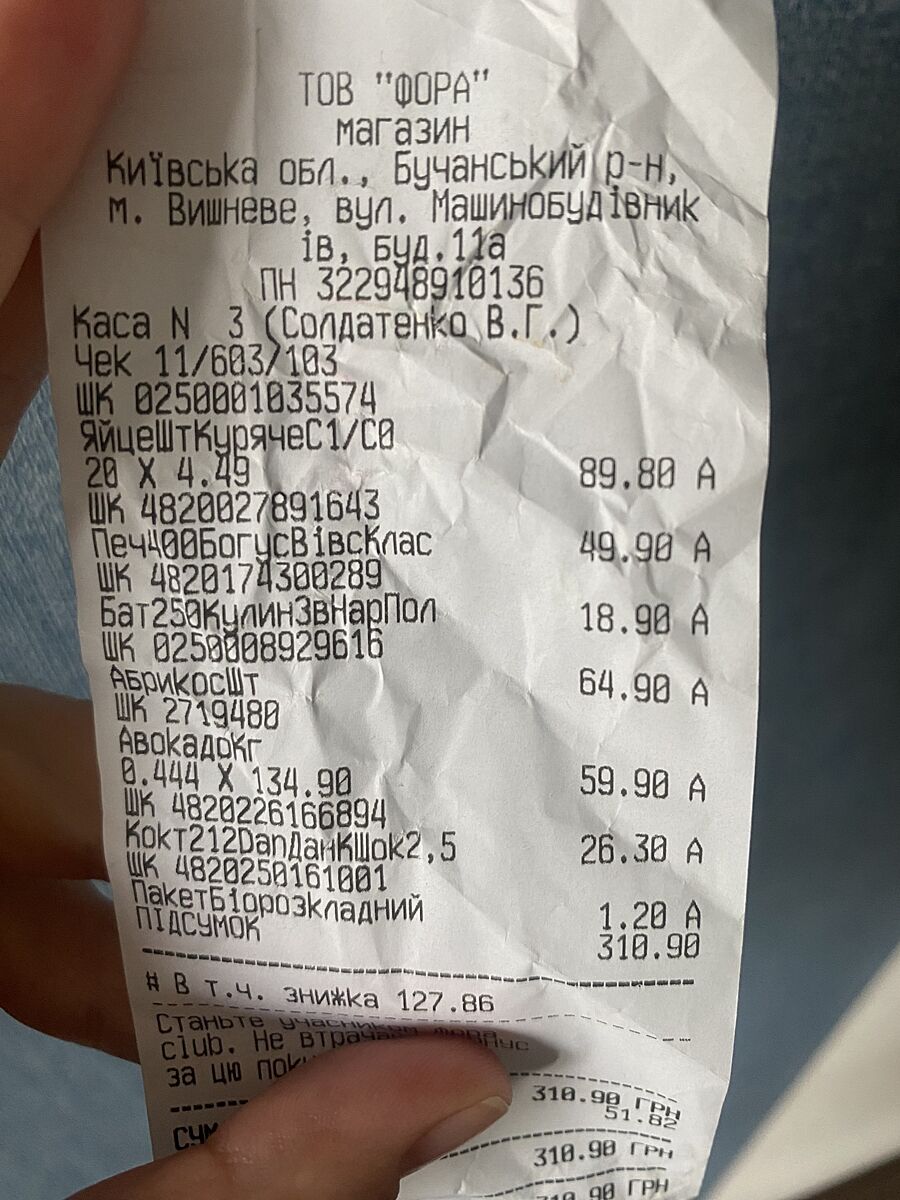 ТОВ "ФОРА"
магазин
Київська обл., Бучанський р-н,
м. Вишневе, вул. Машинобудівник
ів, буд.11а
ПН 322948910136
Каса N 3 (Солдатенко В.Г.)
Чек 11/603/103
ШК 0250001035574
ЯйцеШтКурячеС1/С0
20 X 4.49 89.80 А
ШК 4820027891643
Печ400БогусВівсКлас 49.90 А
ШК 4820174300289
Бат250КулинЗвНарПол 18.90 А
ШК 0250008929616
АбрикосШт 64.90 А
ШК 2719480
АвокадоКг
0.444 X 134.90 59.90 А
ШК 4820226166894
Кокт212DanДанКШок2,5 26.30 А
ШК 4820250161001
ПакетБіорозкладний 1.20 А
ПІДСУМОК 310.90
# В т.ч. знижка 127.86
Станьте учасником
club. Не
за цю
310.90 ГРН
51.82
310.90 ГРН
ГРН